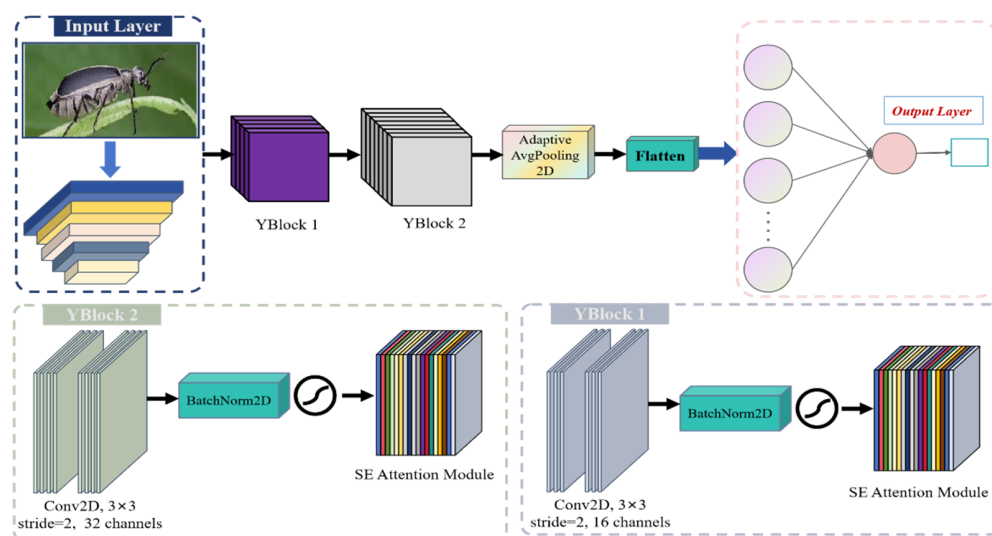 Input Layer
Output Layer
Adaptive
AvgPooling
2D
Flatten
YBlock 1
YBlock 2
YBlock 2
BatchNorm2D
SE Attention Module
Conv2D, 3×3
stride=2, 32 channels
YBlock 1
BatchNorm2D
SE Attention Module
Conv2D, 3×3
stride=2, 16 channels